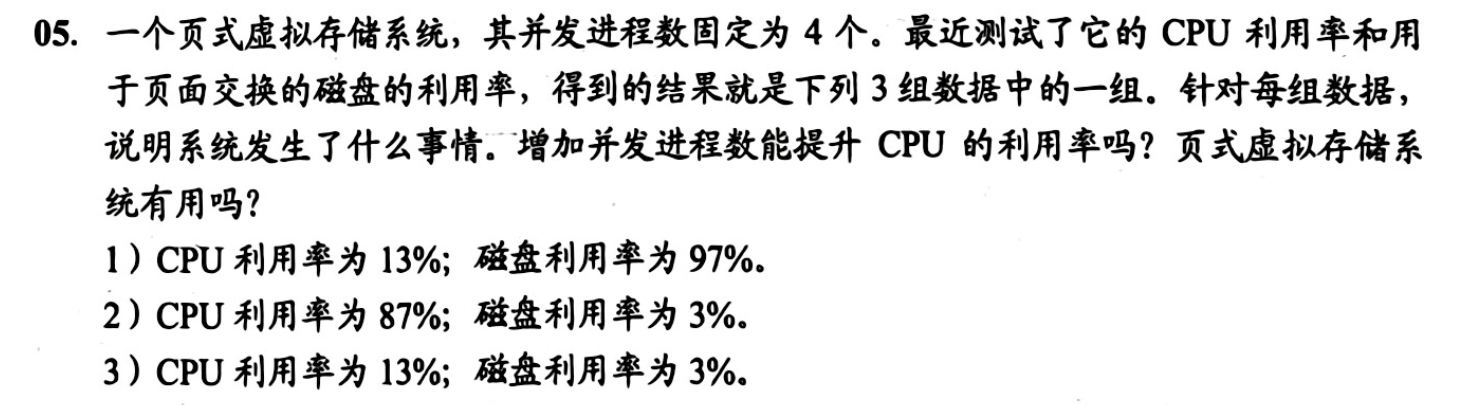 05. 一个页式虚拟存储系统，其并发进程数固定为 4 个。最近测试了它的 CPU 利用率和用
于页面交换的磁盘的利用率，得到的结果就是下列 3 组数据中的一组。针对每组数据，
说明系统发生了什么事情。增加并发进程数能提升 CPU 的利用率吗？页式虚拟存储系
统有用吗？
1）CPU 利用率为 13%；磁盘利用率为 97%。
2）CPU 利用率为 87%；磁盘利用率为 3%。
3）CPU 利用率为 13%；磁盘利用率为 3%。